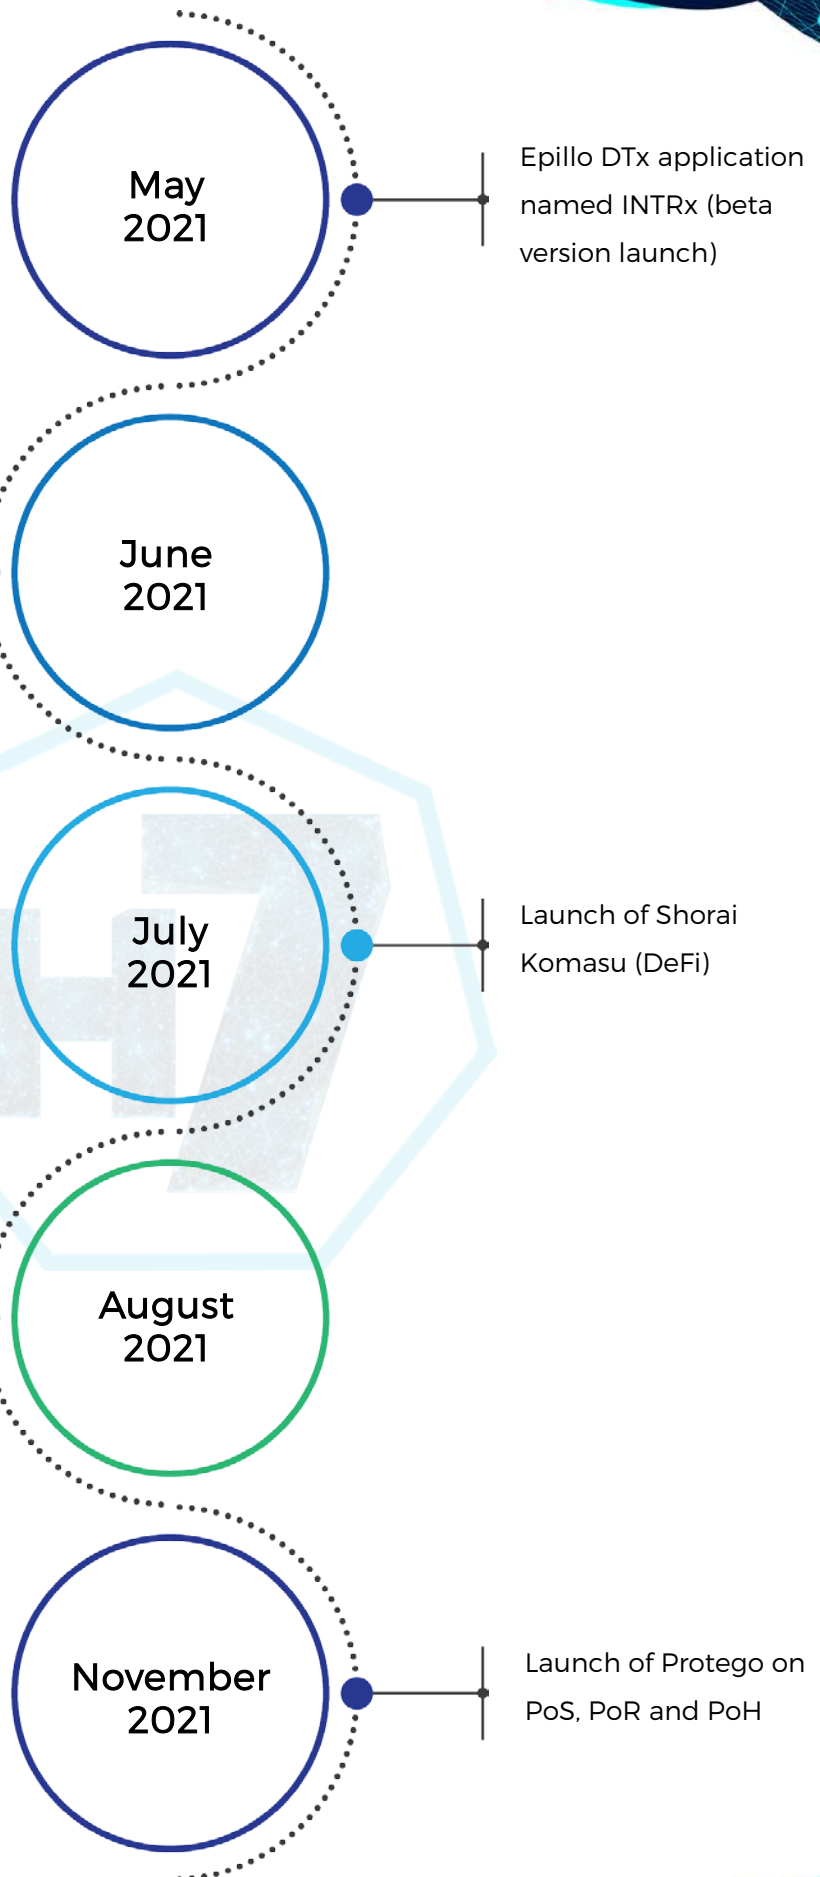 May
2021
Epillo DTx application
named INTRx (beta
version launch)
June
2021
H7
July
2021
Launch of Shorai
Komasu (DeFi)
August
2021
November
2021
Launch of Protego on
PoS, PoR and PoH